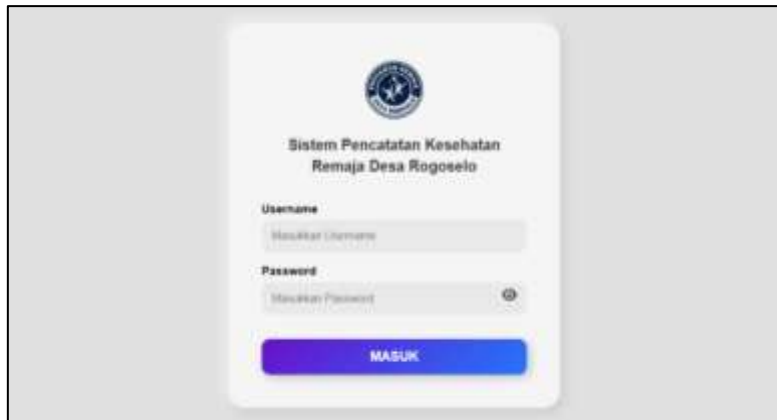 Sistem Pencatatan Kesehatan
Remaja Desa Rogoselo
Username
Masukkan Username
Password
Masukkan Password
MASUK